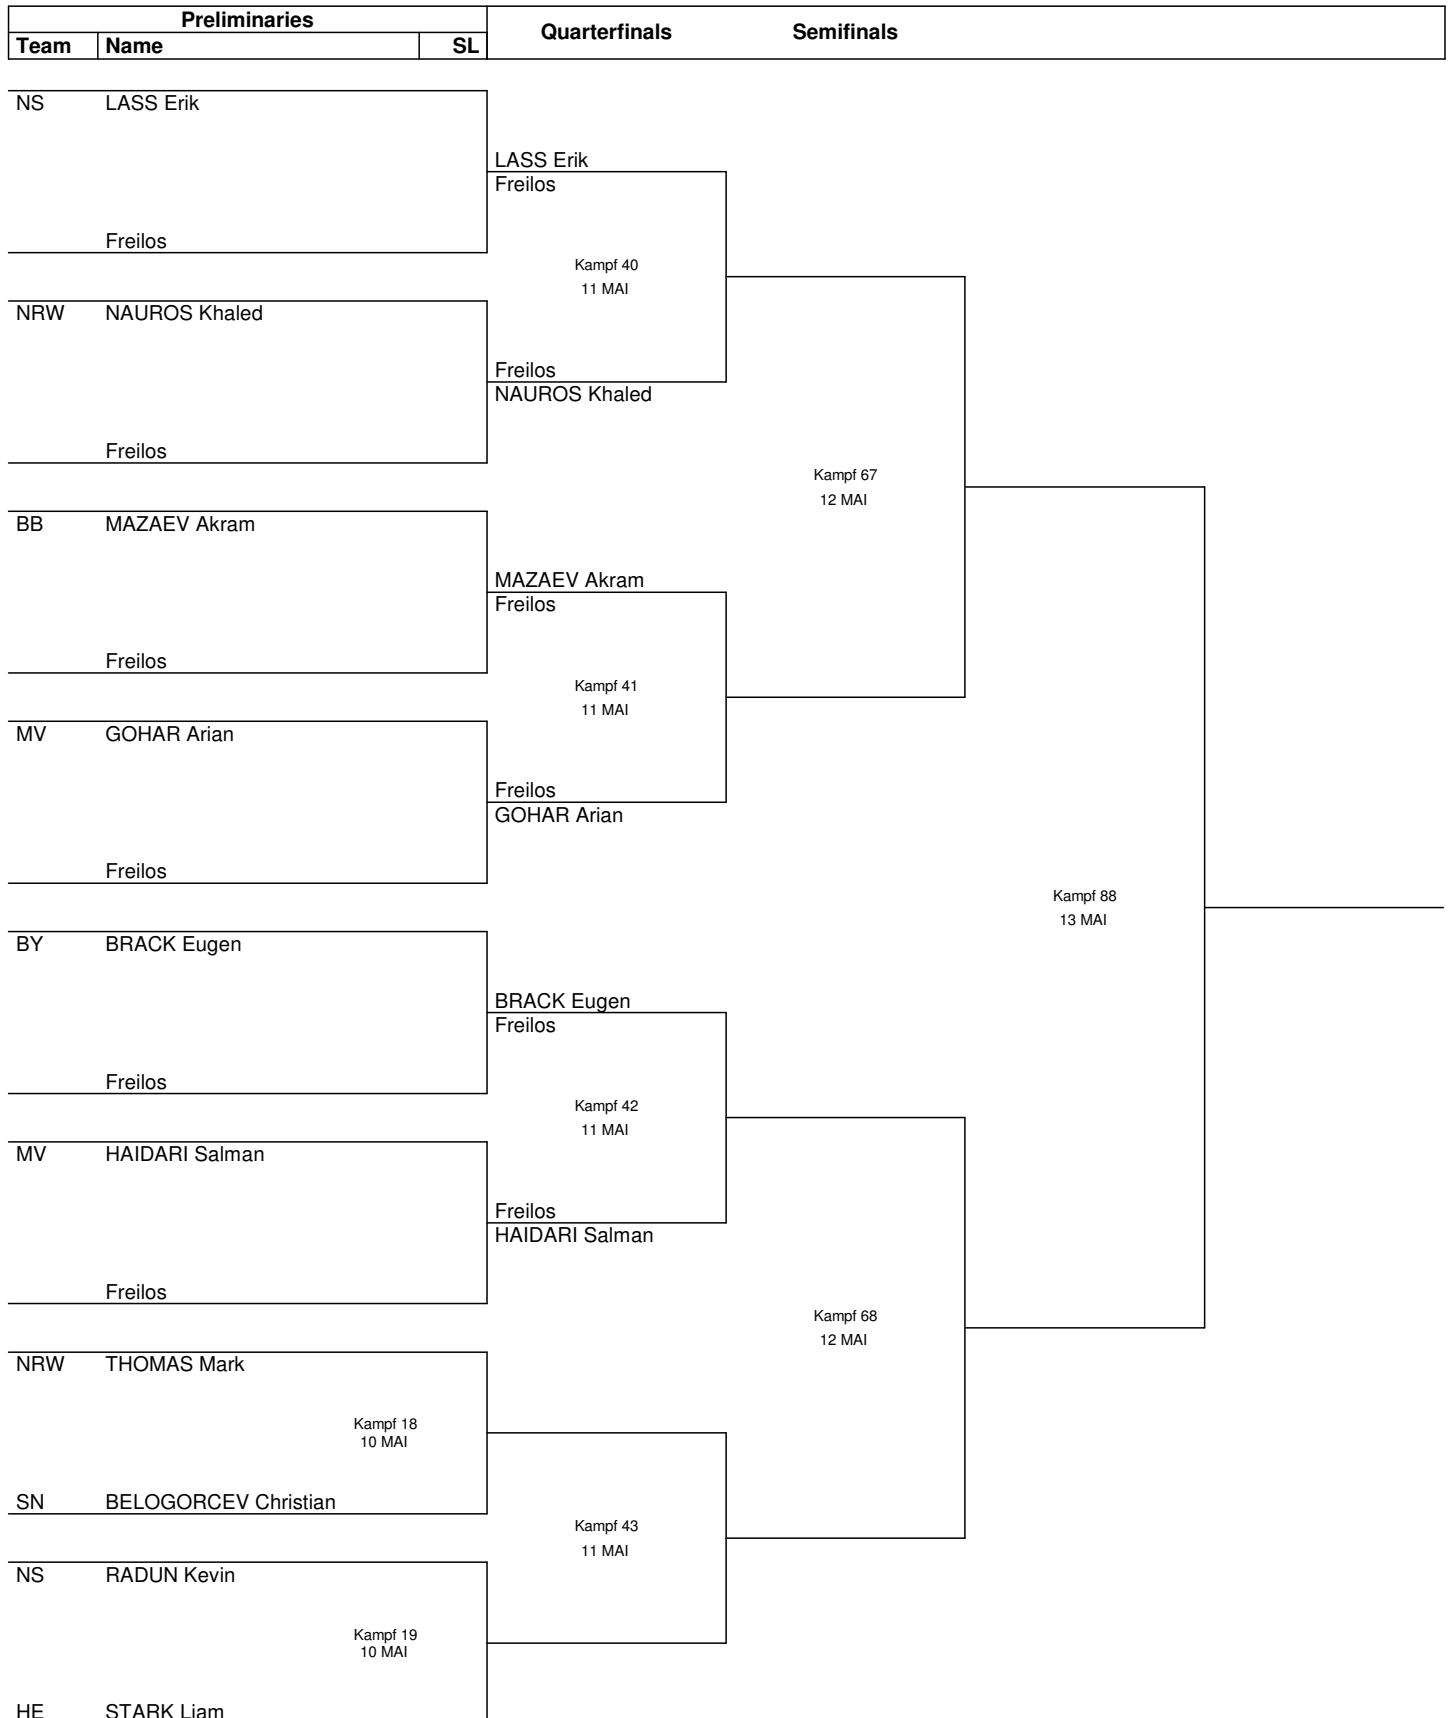 Preliminaries
Quarterfinals Semifinals
Team Name SL
NS LASS Erik
LASS Erik
Freilos
Freilos
Kampf 40
11 MAI
NRW NAUROS Khaled
Freilos
NAUROS Khaled
Freilos
Kampf 67
12 MAI
BB MAZAEV Akram
MAZAEV Akram
Freilos
Freilos
Kampf 41
11 MAI
MV GOHAR Arian
Freilos
GOHAR Arian
Freilos
Kampf 88
13 MAI
BY BRACK Eugen
BRACK Eugen
Freilos
Freilos
Kampf 42
11 MAI
MV HAIDARI Salman
Freilos
HAIDARI Salman
Freilos
Kampf 68
12 MAI
NRW THOMAS Mark
Kampf 18
10 MAI
SN BELOGORCEV Christian
Kampf 43
11 MAI
NS RADUN Kevin
Kampf 19
10 MAI
HE STARK Liam